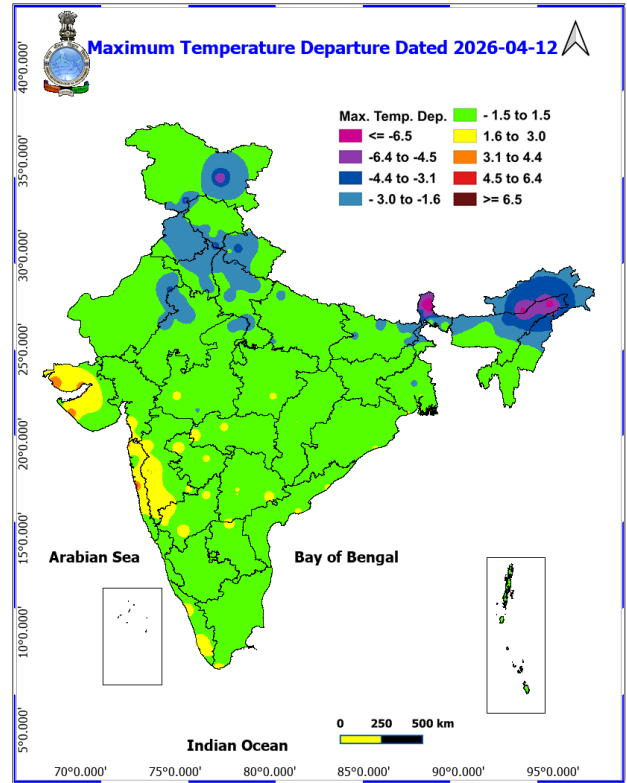 Maximum Temperature Departure Dated 2026-04-12
Max. Temp. Dep.
<= -6.5
-6.4 to -4.5
-4.4 to -3.1
- 3.0 to -1.6
- 1.5 to 1.5
1.6 to 3.0
3.1 to 4.4
4.5 to 6.4
>= 6.5
40°0.000'
35°0.000'
30°0.000'
25°0.000'
20°0.000'
15°0.000'
10°0.000'
5°0.000'
Arabian Sea
Bay of Bengal
0 250 500 km
Indian Ocean
70°0.000' 75°0.000' 80°0.000' 85°0.000' 90°0.000' 95°0.000'